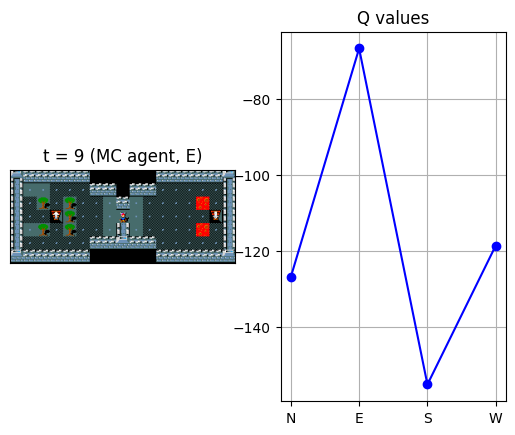 Q values
t = 9 (MC agent, E)
−80
−100
−120
−140
N E S W